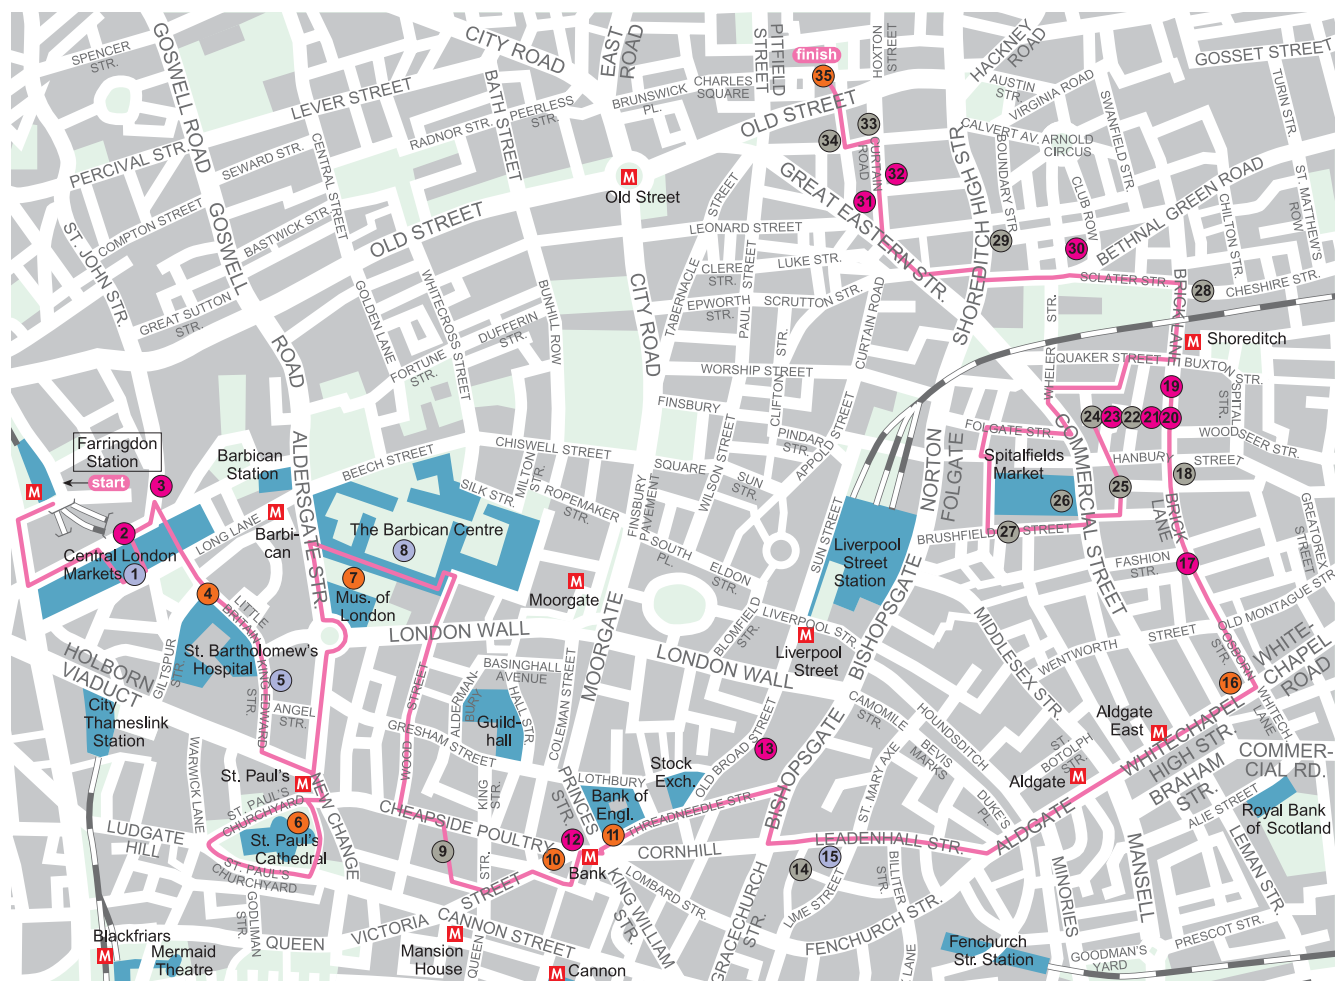 SPENCER
STR.
GOSWELL ROAD
CITY ROAD
EAST
ROAD
PITFIELD
STREET
finish
HOXTON
STREET
HACKNEY
ROAD
GOSSET STREET
LEVER STREET
BATH STREET
PEERLESS
STR.
BRUNSWICK
PL.
CHARLES
SQUARE
35
AUSTIN
STR.
VIRGINIA ROAD
SWANFIELD STR.
TURIN STR.
PERCIVAL STR.
SEWARD STR.
CENTRAL STREET
RADNOR STR.
OLD STREET
33
34
CALVERT AV.
ARNOLD
CIRCUS
BOUNDARY STR.
M
Old Street
CURTAIN
ROAD
32
31
SHOREDITCH HIGH STR.
CLUB ROW
BETHNAL GREEN ROAD
CHILTON STR.
ST. MATTHEW'S
ROW
COMPTON STREET
ST. JOHN STR.
GOSWELL
ROAD
BASTWICK STR.
OLD STREET
GREAT EASTERN STR.
LEONARD STREET
TABERNACLE STREET
29
30
GREAT SUTTON
STR.
GOLDEN LANE
WHITECROSS STREET
DUFFERIN
STR.
BUNHILL ROW
CITY ROAD
CLERE
STREET
LUKE STR.
EPWORTH
STR.
PAUL STREET
SCRUTTON STR.
CURTAIN ROAD
SCLATER STR.
BRICK LANE
28
CHESHIRE STR.
M
Shoreditch
FORTUNE
STR.
WORSHIP STREET
CLIFTON STR.
QUAKER STREET
BUXTON
STR.
WHELER STR.
SPITAL
STR.
19
FINSBURY
SQUARE
PINDAR
STR.
APPOLD STREET
24
23
22
21
20
WOODSEER STR.
Farringdon
Station
start
M
3
Barbican
Station
ALDERSGATE STR.
BEECH STREET
CHISWELL STREET
MILTON
STR.
SILK STR.
ROPEMAKER
STR.
FINSBURY
PAVEMENT
WILSON STREET
SUN
STR.
SUN STREET
NORTON
FOLGATE
FOLGATE STR.
Spitalfields
Market
26
COMMERCIAL STREET
HANBURY
STREET
18
25
2
Central London
Markets
1
LONG LANE
M
Barbi-
can
The Barbican Centre
8
7
Mus. of
London
M
Moorgate
SOUTH
PL.
ELDON
STR.
Liverpool
Street
Station
BRUSHFIELD STREET
27
BRICK
LANE
FASHION
STR.
17
GREATOREX
STREET
4
LITTLE
BRITAIN
St. Bartholomew's
Hospital
5
KING EDWARD
STR.
GILTSPUR
STR.
HOLBORN
VIADUCT
City
Thameslink
Station
ANGEL
STR.
LONDON WALL
MOORGATE
BASINGHALL
AVENUE
ALDERMAN-
BURY
Guild-
hall
HALL STR.
COLEMAN STREET
WOOD STREET
GRESHAM STREET
LONDON WALL
BLOMFIELD
STR.
LIVERPOOL STR.
M
Liverpool
Street
BISHOPSGATE
MIDDLESEX STR.
WENTWORTH STREET
OLD MONTAGUE STR.
OSBORN
STR.
16
WHITE-
CHAPEL
ROAD
CAMOMILE
STR.
HOUNDSDITCH
BEVIS
MARKS
ST. MARY AXE
13
OLD BROAD STREET
BISHOPSGATE
ST.
BOTOLPH
STR.
Aldgate
East
M
Aldgate
M
WHITECHAPEL
HIGH STR.
WHITECH.
LANE
COMMER-
CIAL RD.
BRAHAM
STR.
ALIE STREET
Royal Bank
of Scotland
LEMAN STR.
WARWICK LANE
LUDGATE
HILL
St. Paul's
M
ST. PAUL'S
CHURCHYARD
6
St. Paul's
Cathedral
NEW CHANGE
ST. PAUL'S
CHURCHYARD
GODLIMAN
STR.
CHEAPSIDE
POULTRY
KING
STR.
9
PRINCES
STR.
LOTHBURY
Stock
Exch.
Bank of
Engl.
THREADNEEDLE STR.
11
12
10
M
Bank
CORNHILL
LEADENHALL STR.
ALDGATE
DUKE'S
PL.
14
15
LIME STREET
BILLITER
STR.
FENCHURCH STR.
MINORIES
MANSELL
PRESCOT STR.
GOODMAN'S
YARD
Fenchurch
Str. Station
GRACECHURCH
STR.
LOMBARD STR.
KING WILLIAM
STR.
QUEEN
VICTORIA STREET
CANNON STREET
QUEEN
STR.
M
Mansion
House
M
Cannon
Blackfriars
M
Mermaid
Theatre
LANE